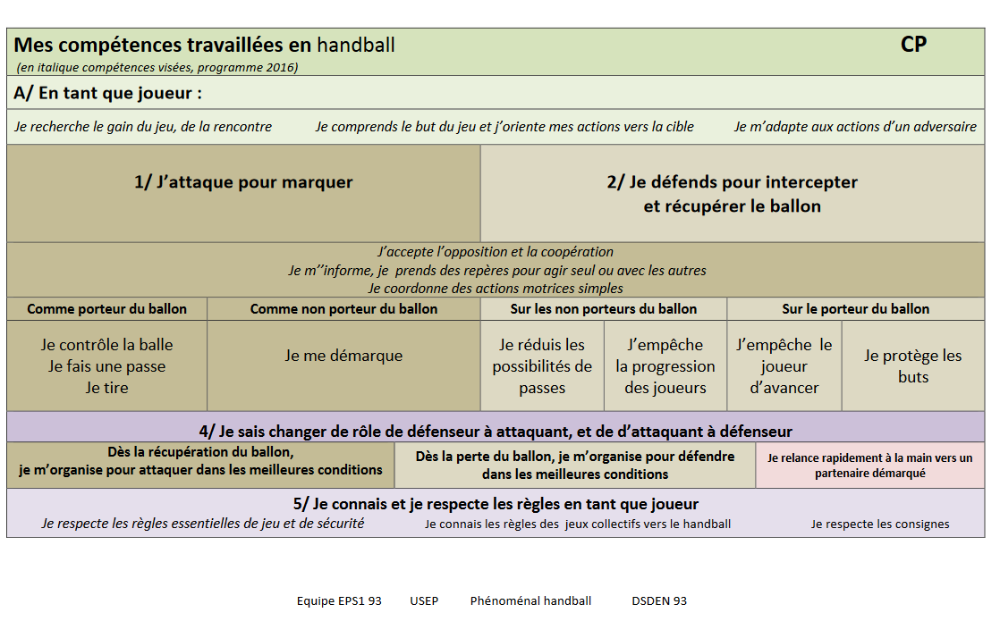 Mes compétences travaillées en handball CP
(en italique compétences visées, programme 2016)
A/ En tant que joueur :
Je recherche le gain du jeu, de la rencontre Je comprends le but du jeu et j’oriente mes actions vers la cible Je m’adapte aux actions d’un adversaire
1/ J’attaque pour marquer
2/ Je défends pour intercepter
et récupérer le ballon
J’accepte l’opposition et la coopération
Je m’’informe, je prends des repères pour agir seul ou avec les autres
Je coordonne des actions motrices simples
Comme porteur du ballon
Comme non porteur du ballon
Sur les non porteurs du ballon
Sur le porteur du ballon
Je contrôle la balle
Je fais une passe
Je tire
Je me démarque
Je réduis les
possibilités de
passes
J’empêche
la progression
des joueurs
J’empêche le
joueur
d’avancer
Je protège les
buts
4/ Je sais changer de rôle de défenseur à attaquant, et de d’attaquant à défenseur
Dès la récupération du ballon,
je m’organise pour attaquer dans les meilleures conditions
Dès la perte du ballon, je m’organise pour défendre
dans les meilleures conditions
Je relance rapidement à la main vers un
partenaire démarqué
5/ Je connais et je respecte les règles en tant que joueur
Je respecte les règles essentielles de jeu et de sécurité Je connais les règles des jeux collectifs vers le handball Je respecte les consignes
Equipe EPS1 93 USEP Phénoménal handball DSDEN 93